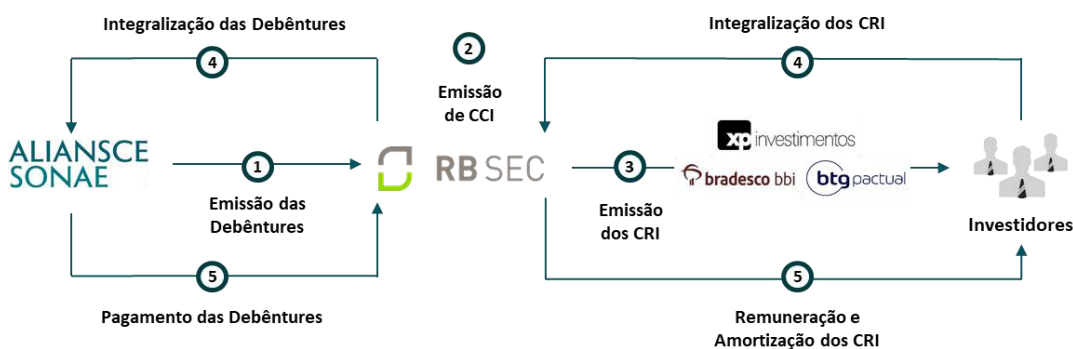 Integralização das Debêntures
Integralização dos CRI
2
4
4
Emissão
de CCI
ALIANSCE
SONAE
1
RB SEC
3
xp investimentos
bradesco bbi
btg pactual
Emissão das
Debêntures
Emissão
dos CRI
Investidores
5
5
Pagamento das Debêntures
Remuneração e
Amortização dos CRI